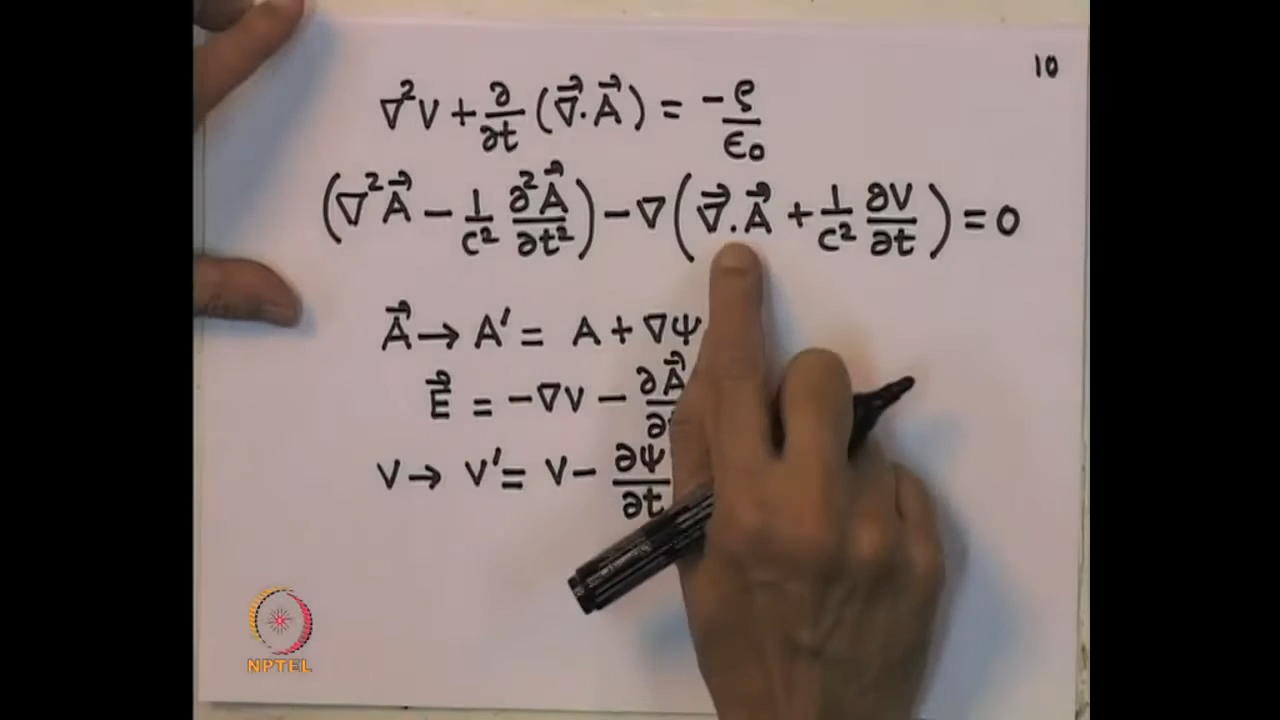 10
∇²V + ∂/∂t (∇⃗·A⃗) = -ρ/ε₀
(∇²A⃗ - 1/c² ∂²A⃗/∂t²) - ∇(∇⃗·A⃗ + 1/c² ∂V/∂t) = 0
A⃗ → A' = A + ∇ψ
E⃗ = -∇V - ∂A⃗/∂
V → V' = V - ∂ψ/∂t
NPTEL